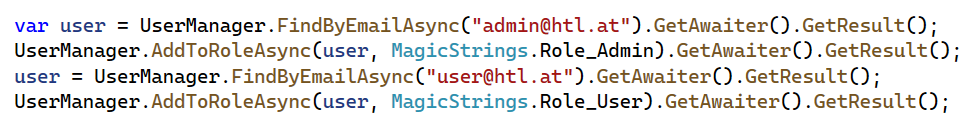 var user = UserManager.FindByEmailAsync("admin@htl.at").GetAwaiter().GetResult();
UserManager.AddToRoleAsync(user, MagicStrings.Role_Admin).GetAwaiter().GetResult();
user = UserManager.FindByEmailAsync("user@htl.at").GetAwaiter().GetResult();
UserManager.AddToRoleAsync(user, MagicStrings.Role_User).GetAwaiter().GetResult();